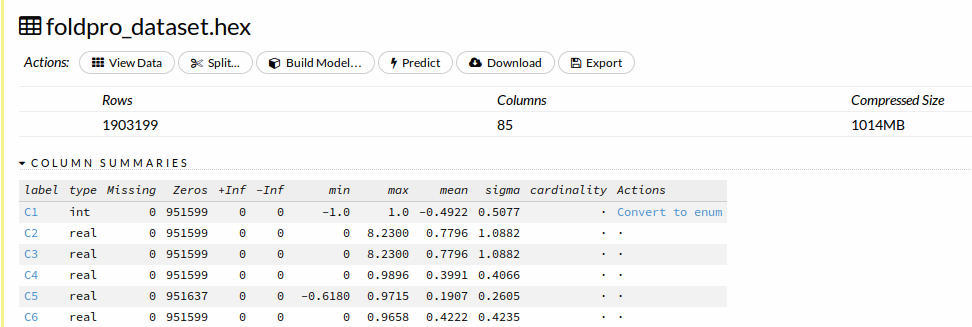 foldpro_dataset.hex
Actions: View Data Split... Build Model... Predict Download Export
Rows Columns Compressed Size
1903199 85 1014MB
COLUMN SUMMARIES
label type Missing Zeros +Inf -Inf min max mean sigma cardinality Actions
C1 int 0 951599 0 0 -1.0 1.0 -0.4922 0.5077 · Convert to enum
C2 real 0 951599 0 0 0 8.2300 0.7796 1.0882 · ·
C3 real 0 951599 0 0 0 8.2300 0.7796 1.0882 · ·
C4 real 0 951599 0 0 0 0.9896 0.3991 0.4066 · ·
C5 real 0 951637 0 0 -0.6180 0.9715 0.1907 0.2605 · ·
C6 real 0 951599 0 0 0 0.9658 0.4222 0.4235 · ·